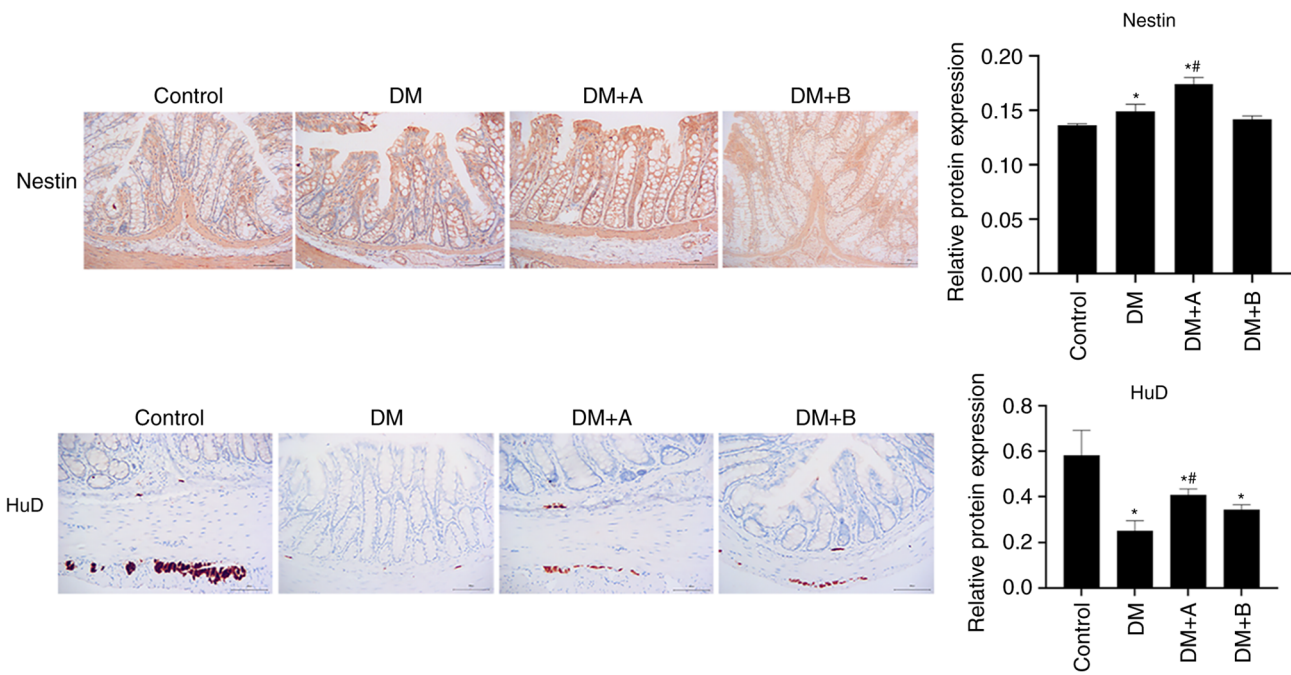 Control DM DM+A DM+B
Nestin
Nestin
Relative protein expression
0.20
0.15
0.10
0.05
0.00
*
*#
Control
DM
DM+A
DM+B
Control DM DM+A DM+B
HuD
HuD
Relative protein expression
0.8
0.6
0.4
0.2
0.0
*
*#
*
Control
DM
DM+A
DM+B